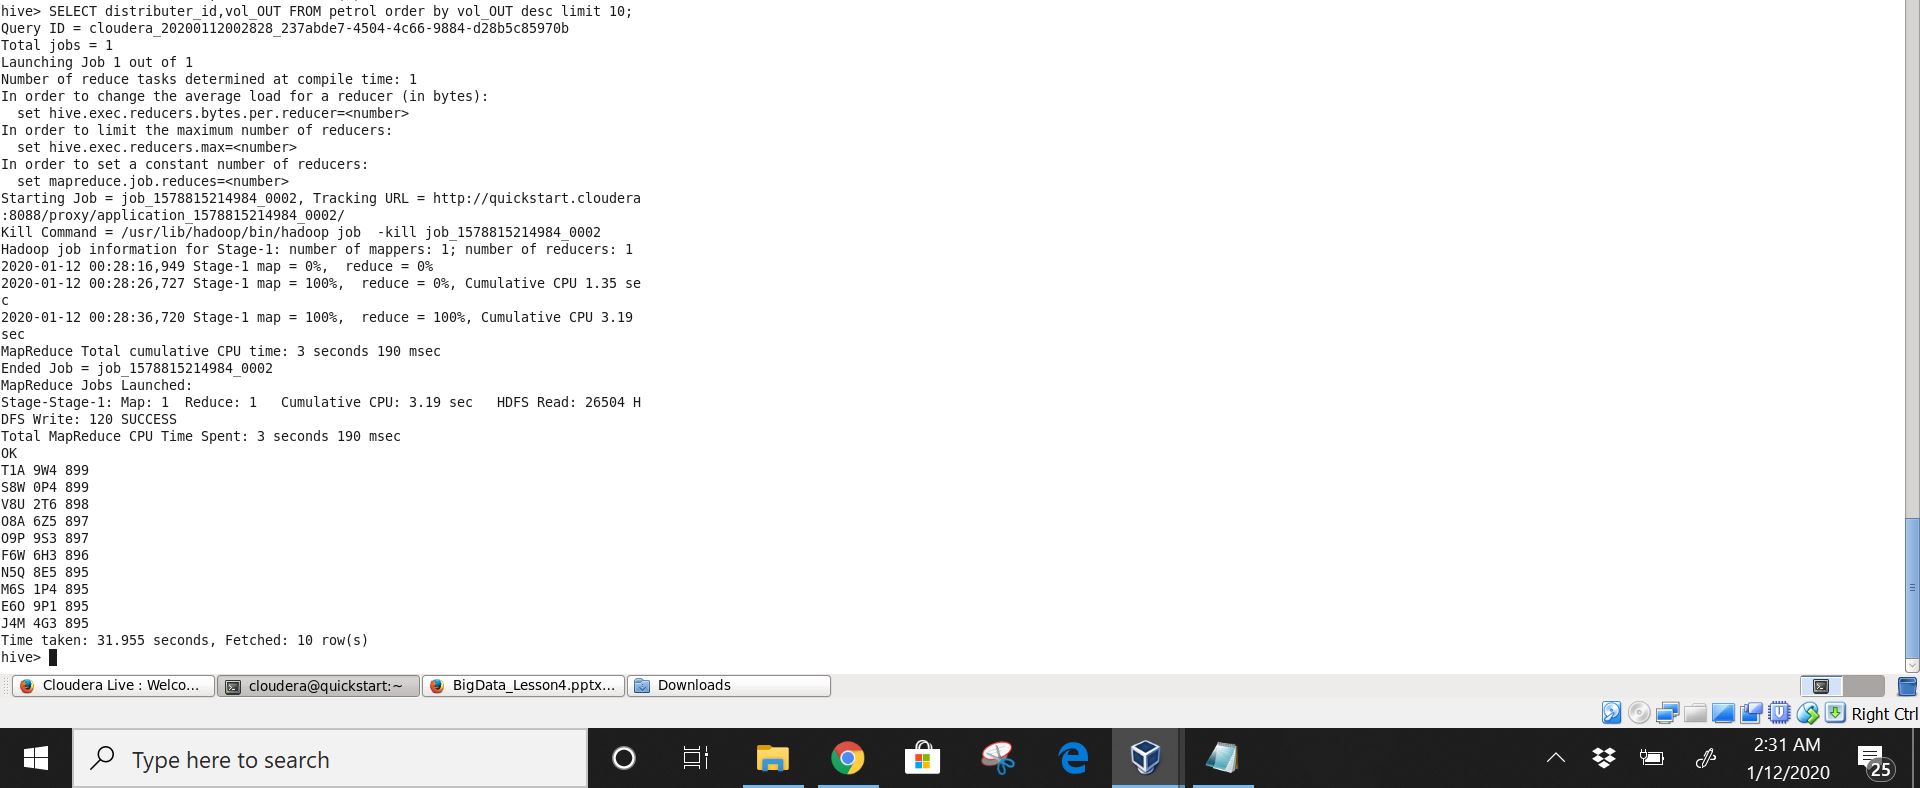 hive> SELECT distributer_id,vol_OUT FROM petrol order by vol_OUT desc limit 10;
Query ID = cloudera_20200112002828_237abde7-4504-4c66-9884-d28b5c85970b
Total jobs = 1
Launching Job 1 out of 1
Number of reduce tasks determined at compile time: 1
In order to change the average load for a reducer (in bytes):
  set hive.exec.reducers.bytes.per.reducer=<number>
In order to limit the maximum number of reducers:
  set hive.exec.reducers.max=<number>
In order to set a constant number of reducers:
  set mapreduce.job.reduces=<number>
Starting Job = job_1578815214984_0002, Tracking URL = http://quickstart.cloudera
:8088/proxy/application_1578815214984_0002/
Kill Command = /usr/lib/hadoop/bin/hadoop job  -kill job_1578815214984_0002
Hadoop job information for Stage-1: number of mappers: 1; number of reducers: 1
2020-01-12 00:28:16,949 Stage-1 map = 0%,  reduce = 0%
2020-01-12 00:28:26,727 Stage-1 map = 100%,  reduce = 0%, Cumulative CPU 1.35 se
c
2020-01-12 00:28:36,720 Stage-1 map = 100%,  reduce = 100%, Cumulative CPU 3.19
sec
MapReduce Total cumulative CPU time: 3 seconds 190 msec
Ended Job = job_1578815214984_0002
MapReduce Jobs Launched:
Stage-Stage-1: Map: 1  Reduce: 1   Cumulative CPU: 3.19 sec   HDFS Read: 26504 H
DFS Write: 120 SUCCESS
Total MapReduce CPU Time Spent: 3 seconds 190 msec
OK
T1A 9W4 899
S8W 0P4 899
V8U 2T6 898
O8A 6Z5 897
O9P 9S3 897
F6W 6H3 896
N5Q 8E5 895
M6S 1P4 895
E6O 9P1 895
J4M 4G3 895
Time taken: 31.955 seconds, Fetched: 10 row(s)
hive>
Cloudera Live : Welco... cloudera@quickstart:~ BigData_Lesson4.pptx... Downloads
Right Ctrl
Type here to search
2:31 AM
1/12/2020
25